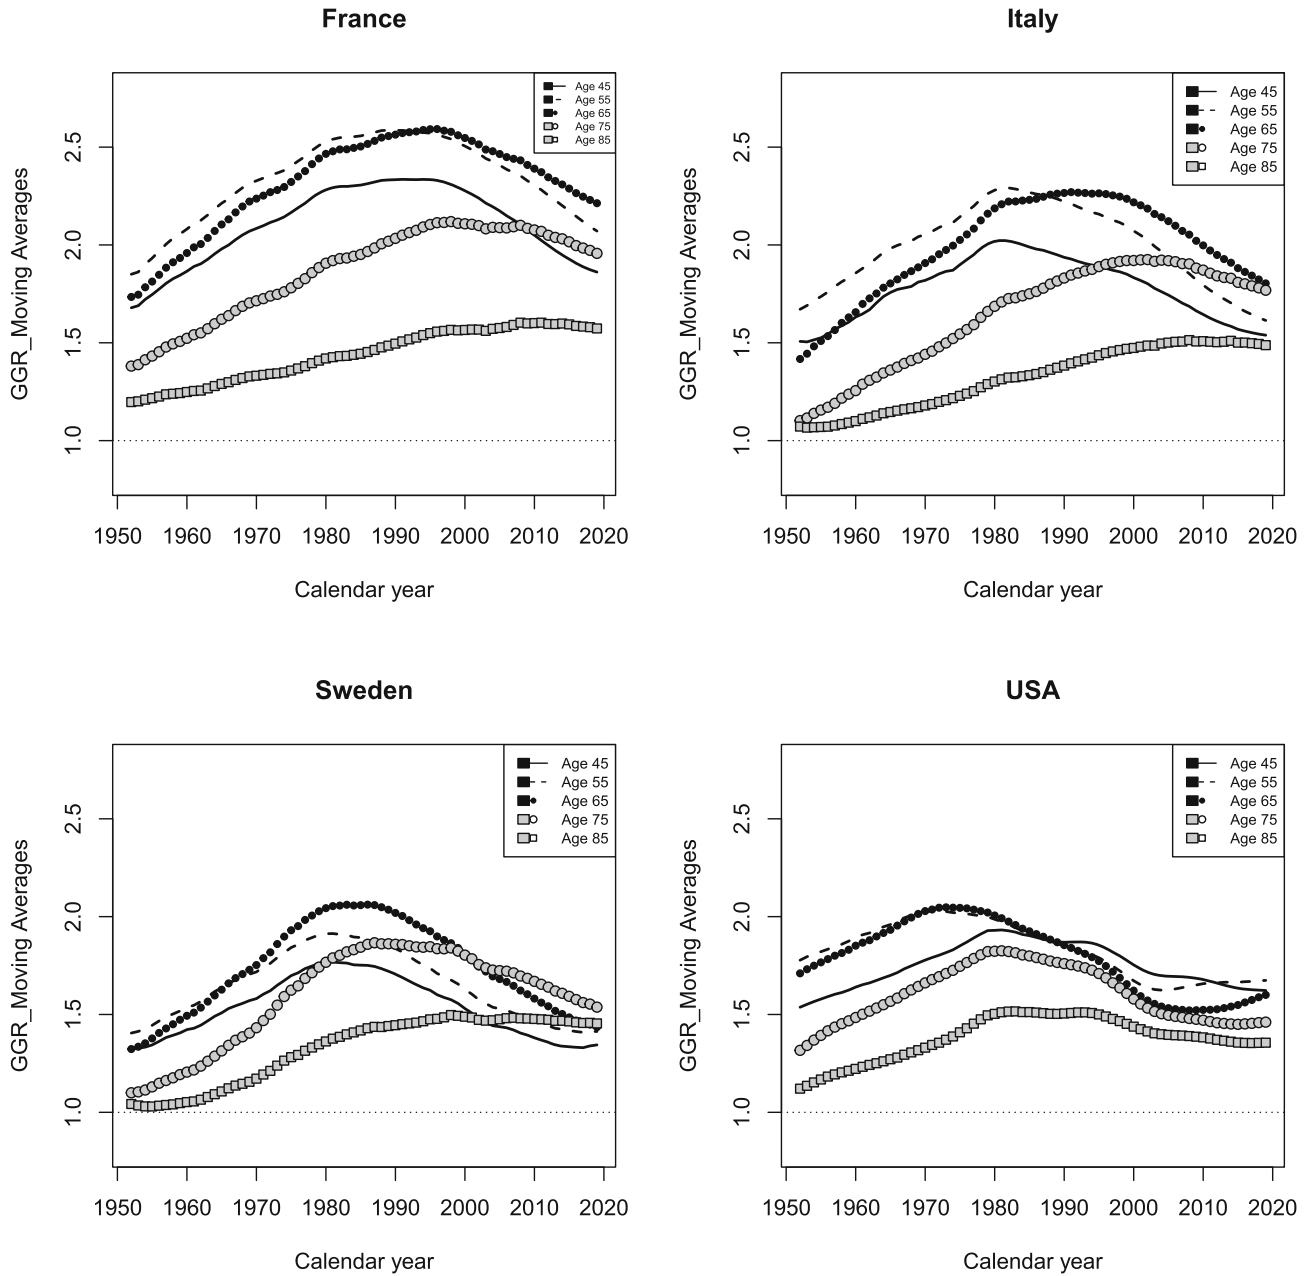 France
GGR_Moving Averages
2.5
2.0
1.5
1.0
Age 45
Age 55
Age 65
Age 75
Age 85
1950 1960 1970 1980 1990 2000 2010 2020
Calendar year
Italy
GGR_Moving Averages
2.5
2.0
1.5
1.0
Age 45
Age 55
Age 65
Age 75
Age 85
1950 1960 1970 1980 1990 2000 2010 2020
Calendar year
Sweden
GGR_Moving Averages
2.5
2.0
1.5
1.0
Age 45
Age 55
Age 65
Age 75
Age 85
1950 1960 1970 1980 1990 2000 2010 2020
Calendar year
USA
GGR_Moving Averages
2.5
2.0
1.5
1.0
Age 45
Age 55
Age 65
Age 75
Age 85
1950 1960 1970 1980 1990 2000 2010 2020
Calendar year